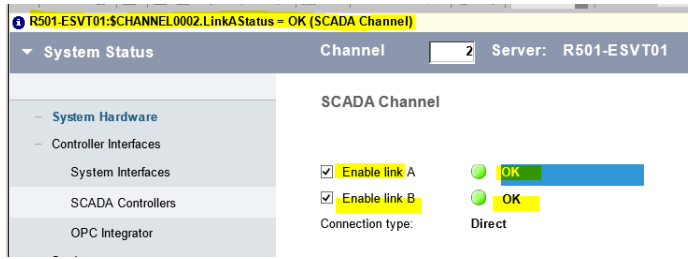 R501-ESVT01:$CHANNEL0002.LinkAStatus = OK (SCADA Channel)
System Status
Channel 2 Server: R501-ESVT01
SCADA Channel
System Hardware
Controller Interfaces
System Interfaces
SCADA Controllers
OPC Integrator
Enable link A OK
Enable link B OK
Connection type: Direct